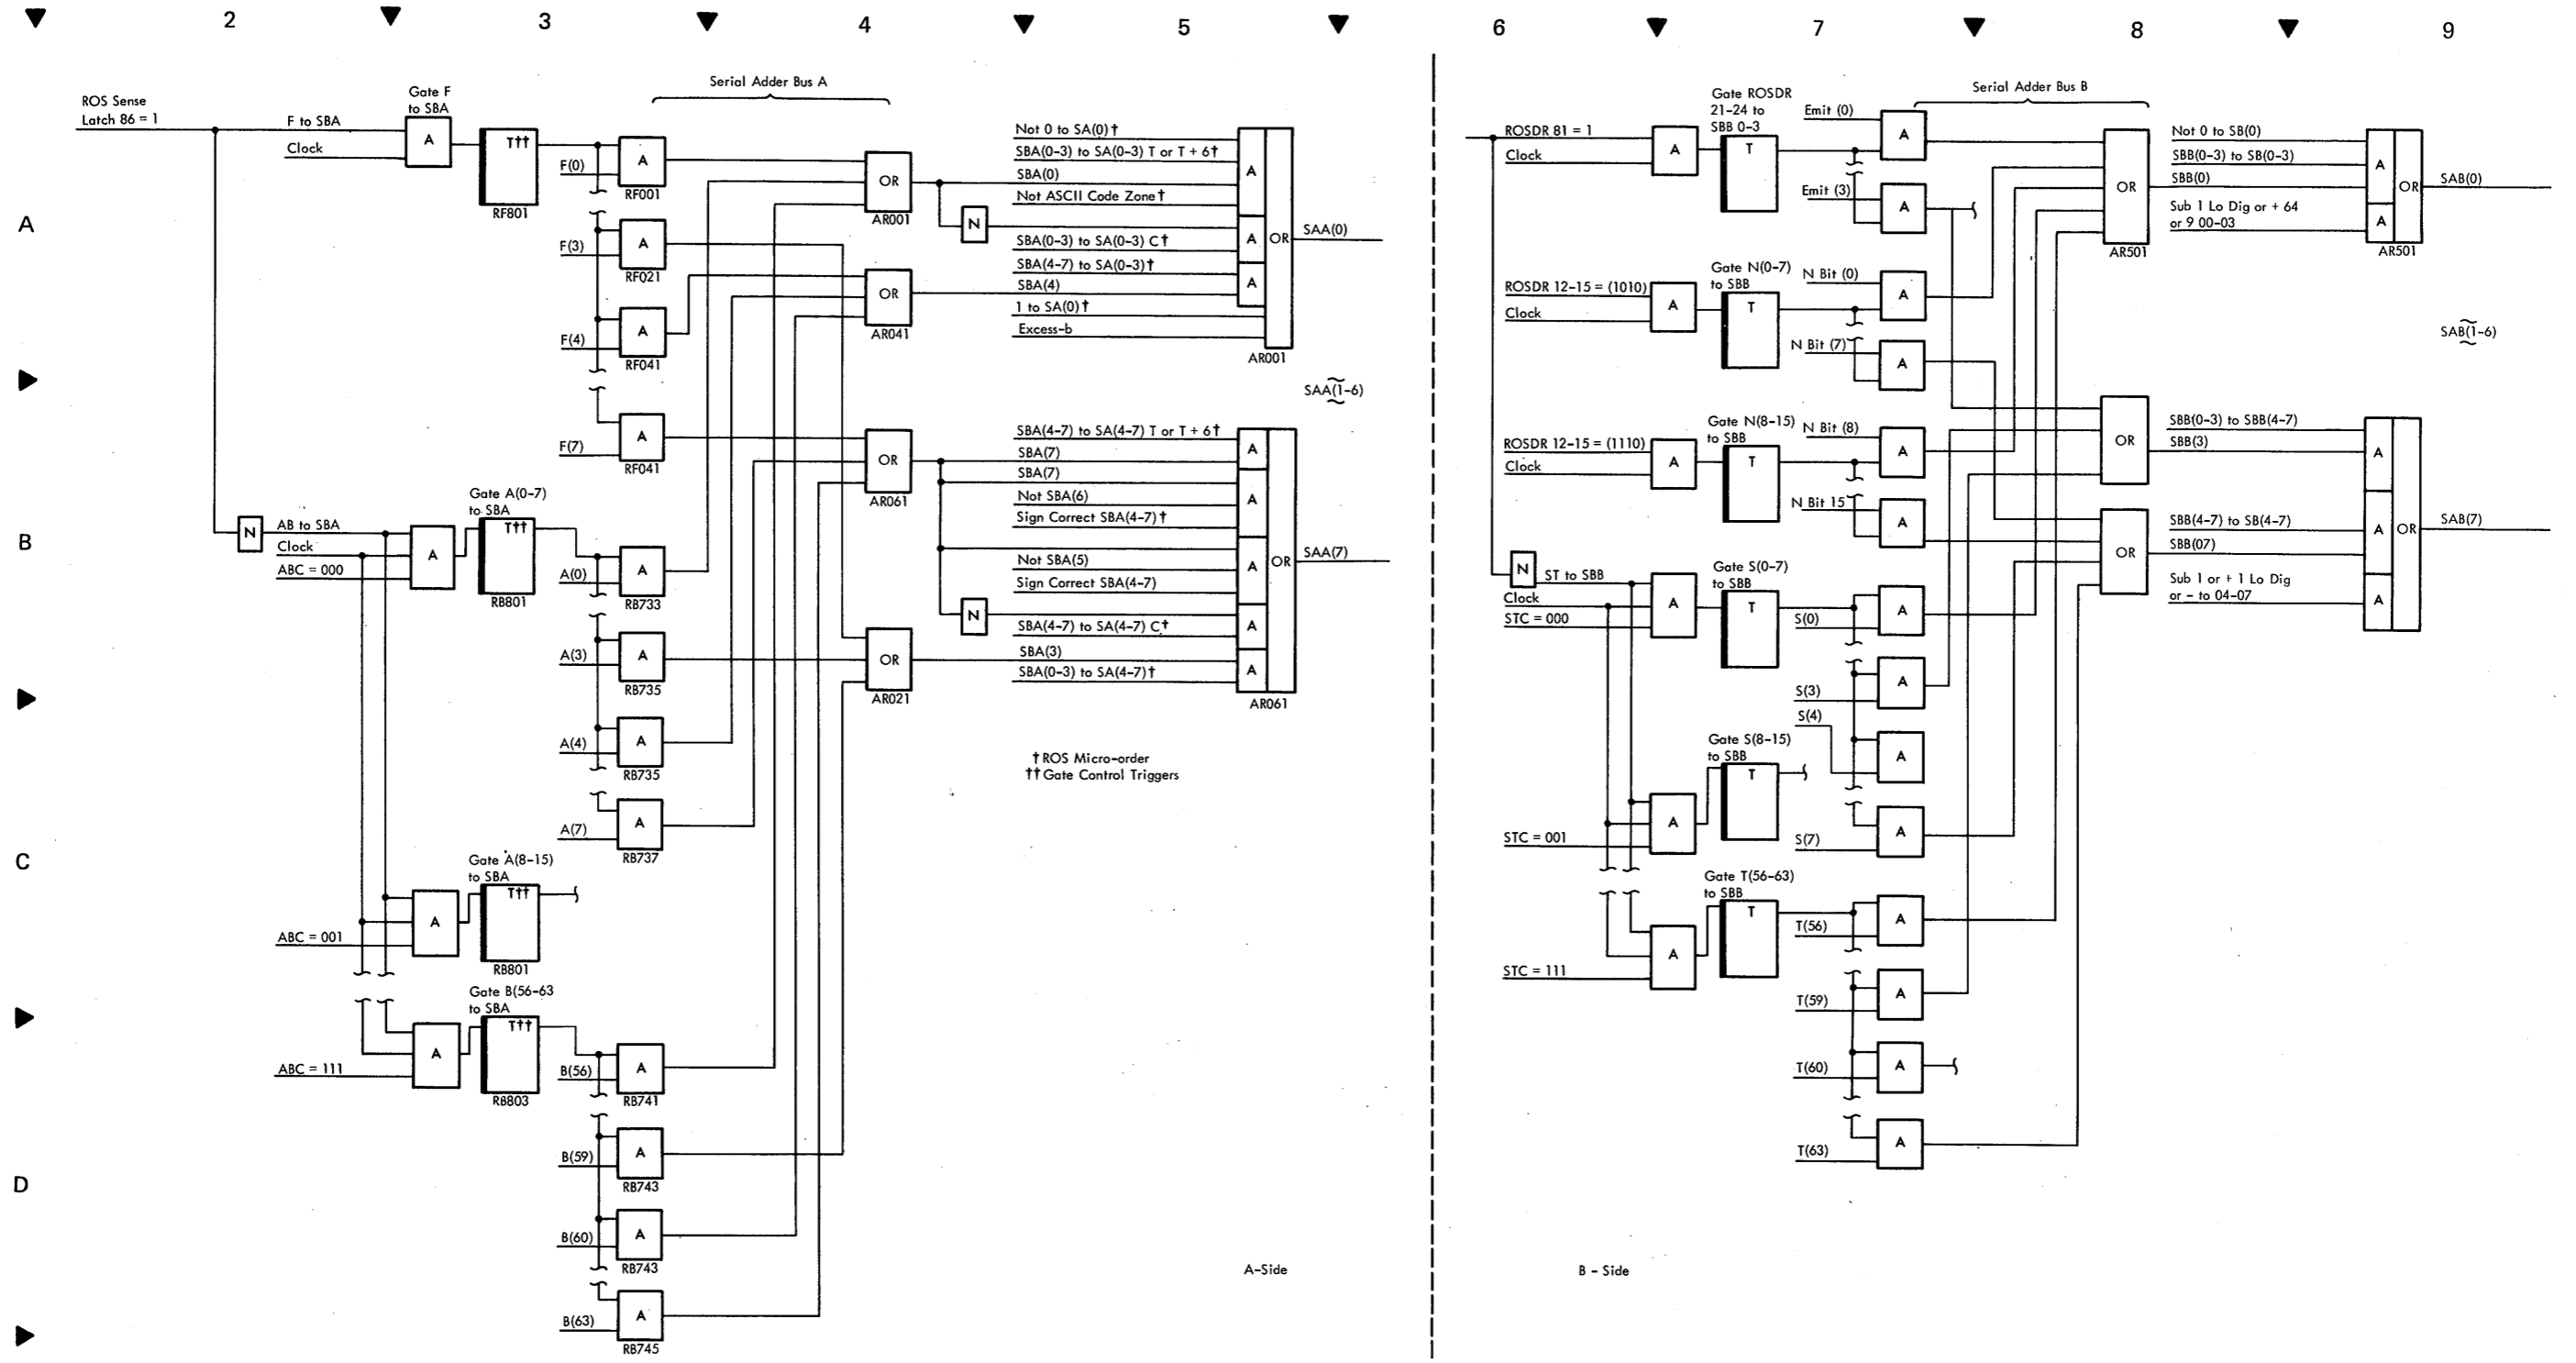 2 3 4 5 6 7 8 9
A
B
C
D
Serial Adder Bus A
ROS Sense
Latch 86 = 1
F to SBA
Clock
Gate F
to SBA
A
T††
RF801
F(0)
A
RF001
F(3)
A
RF021
F(4)
A
RF041
F(7)
A
RF041
N
AB to SBA
Clock
ABC = 000
A
Gate A(0-7)
to SBA
T††
RB801
A(0)
A
RB733
A(3)
A
RB735
A(4)
A
RB735
A(7)
A
RB737
ABC = 001
A
Gate A(8-15)
to SBA
T††
RB801
ABC = 111
A
Gate B(56-63
to SBA
T††
RB803
B(56)
A
RB741
B(59)
A
RB743
B(60)
A
RB743
B(63)
A
RB745
OR
AR001
OR
AR041
OR
AR061
OR
AR021
Not 0 to SA(0)†
SBA(0-3) to SA(0-3) T or T + 6†
SBA(0)
Not ASCII Code Zone†
N
SBA(0-3) to SA(0-3) C†
SBA(4-7) to SA(0-3)†
SBA(4)
1 to SA(0)†
Excess-b
A
A
A
OR
SAA(0)
AR001
SAA(1-6)
SBA(4-7) to SA(4-7) T or T + 6†
SBA(7)
SBA(7)
Not SBA(6)
Sign Correct SBA(4-7)†
Not SBA(5)
Sign Correct SBA(4-7)
N
SBA(4-7) to SA(4-7) C†
SBA(3)
SBA(0-3) to SA(4-7)†
A
A
A
A
A
OR
SAA(7)
AR061
† ROS Micro-order
†† Gate Control Triggers
A-Side
Serial Adder Bus B
ROSDR 81 = 1
Clock
A
Gate ROSDR
21-24 to
SBB 0-3
T
Emit (0)
A
Emit (3)
A
ROSDR 12-15 = (1010)
Clock
A
Gate N(0-7)
to SBB
T
N Bit (0)
A
N Bit (7)
A
ROSDR 12-15 = (1110)
Clock
A
Gate N(8-15)
to SBB
T
N Bit (8)
A
N Bit 15
A
N
ST to SBB
Clock
STC = 000
A
Gate S(0-7)
to SBB
T
S(0)
A
S(3)
A
S(4)
A
S(7)
A
STC = 001
A
Gate S(8-15)
to SBB
T
STC = 111
A
Gate T(56-63)
to SBB
T
T(56)
A
T(59)
A
T(60)
A
T(63)
A
OR
AR501
OR
OR
Not 0 to SB(0)
SBB(0-3) to SB(0-3)
SBB(0)
Sub 1 Lo Dig or + 64
or 9 00-03
A
A
OR
SAB(0)
AR501
SAB(1-6)
SBB(0-3) to SBB(4-7)
SBB(3)
SBB(4-7) to SB(4-7)
SBB(07)
Sub 1 or + 1 Lo Dig
or - to 04-07
A
A
A
OR
SAB(7)
B - Side